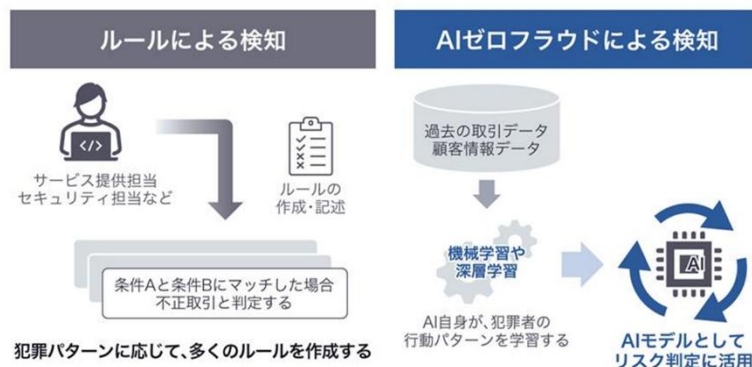 ルールによる検知
サービス提供担当
セキュリティ担当など
ルールの
作成・記述
条件Aと条件Bにマッチした場合
不正取引と判定する
犯罪パターンに応じて、多くのルールを作成する
AIゼロフラウドによる検知
過去の取引データ
顧客情報データ
機械学習や
深層学習
AI自身が、犯罪者の
行動パターンを学習する
AI
AIモデルとして
リスク判定に活用